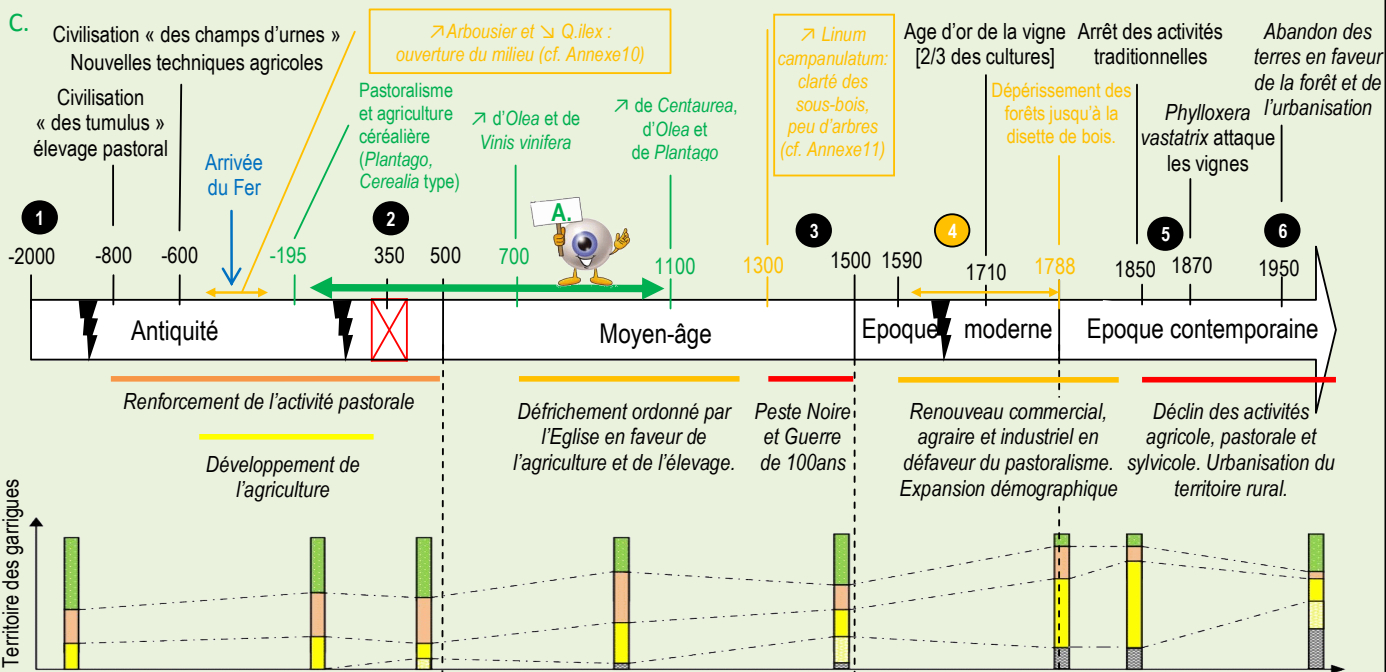 C.
Civilisation « des champs d'urnes »
Nouvelles techniques agricoles
Civilisation
« des tumulus »
élevage pastoral
Arrivée
du Fer
↗ Arbousier et ↘ Q.ilex :
ouverture du milieu (cf. Annexe10)
Pastoralisme
et agriculture
céréalière
(Plantago,
Cerealia type)
↗ d'Olea et de
Vinis vinifera
A.
↗ de Centaurea,
d'Olea et
de Plantago
↗ Linum
campanulatum:
clarté des
sous-bois,
peu d'arbres
(cf. Annexe11)
Age d'or de la vigne
[2/3 des cultures]
Dépérissement des
forêts jusqu'à la
disette de bois.
Arrêt des activités
traditionnelles
Phylloxera
vastatrix attaque
les vignes
Abandon des
terres en faveur
de la forêt et de
l'urbanisation
1 2 3 4 5 6
-2000 -800 -600 -195 350 500 700 1100 1300 1500 1590 1710 1788 1850 1870 1950
Antiquité Moyen-âge Epoque moderne Epoque contemporaine
Renforcement de l'activité pastorale
Développement de
l'agriculture
Défrichement ordonné par
l'Eglise en faveur de
l'agriculture et de l'élevage.
Peste Noire
et Guerre
de 100ans
Renouveau commercial,
agraire et industriel en
défaveur du pastoralisme.
Expansion démographique
Déclin des activités
agricole, pastorale et
sylvicole. Urbanisation du
territoire rural.
Territoire des garrigues